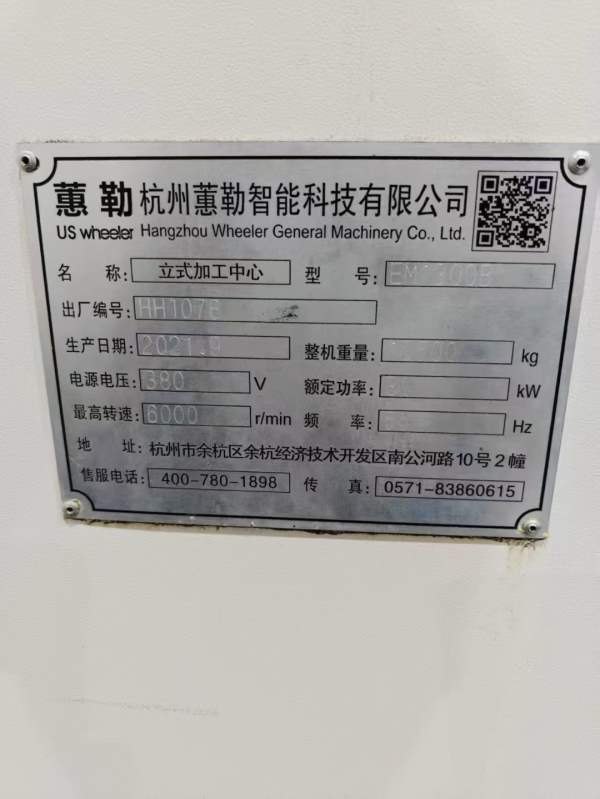 蕙勒 杭州蕙勒智能科技有限公司
US wheeler Hangzhou Wheeler General Machinery Co., Ltd.
名 称: 立式加工中心 型 号:
出厂编号: HH1076
生产日期: 2021.9 整机重量: kg
电源电压: 380 V 额定功率: kW
最高转速: 6000 r/min 频 率: Hz
地 址: 杭州市余杭区余杭经济技术开发区南公河路10号2幢
售服电话: 400-780-1898 传 真: 0571-83860615